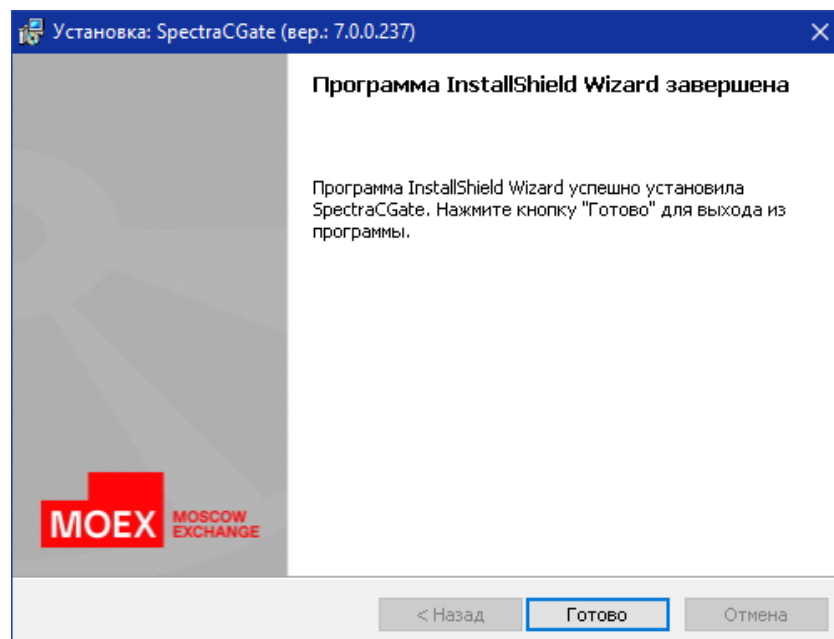 Установка: SpectraCGate (вер.: 7.0.0.237)
Программа InstallShield Wizard завершена
Программа InstallShield Wizard успешно установила
SpectraCGate. Нажмите кнопку "Готово" для выхода из
программы.
MOEX MOSCOW
EXCHANGE
< Назад Готово Отмена